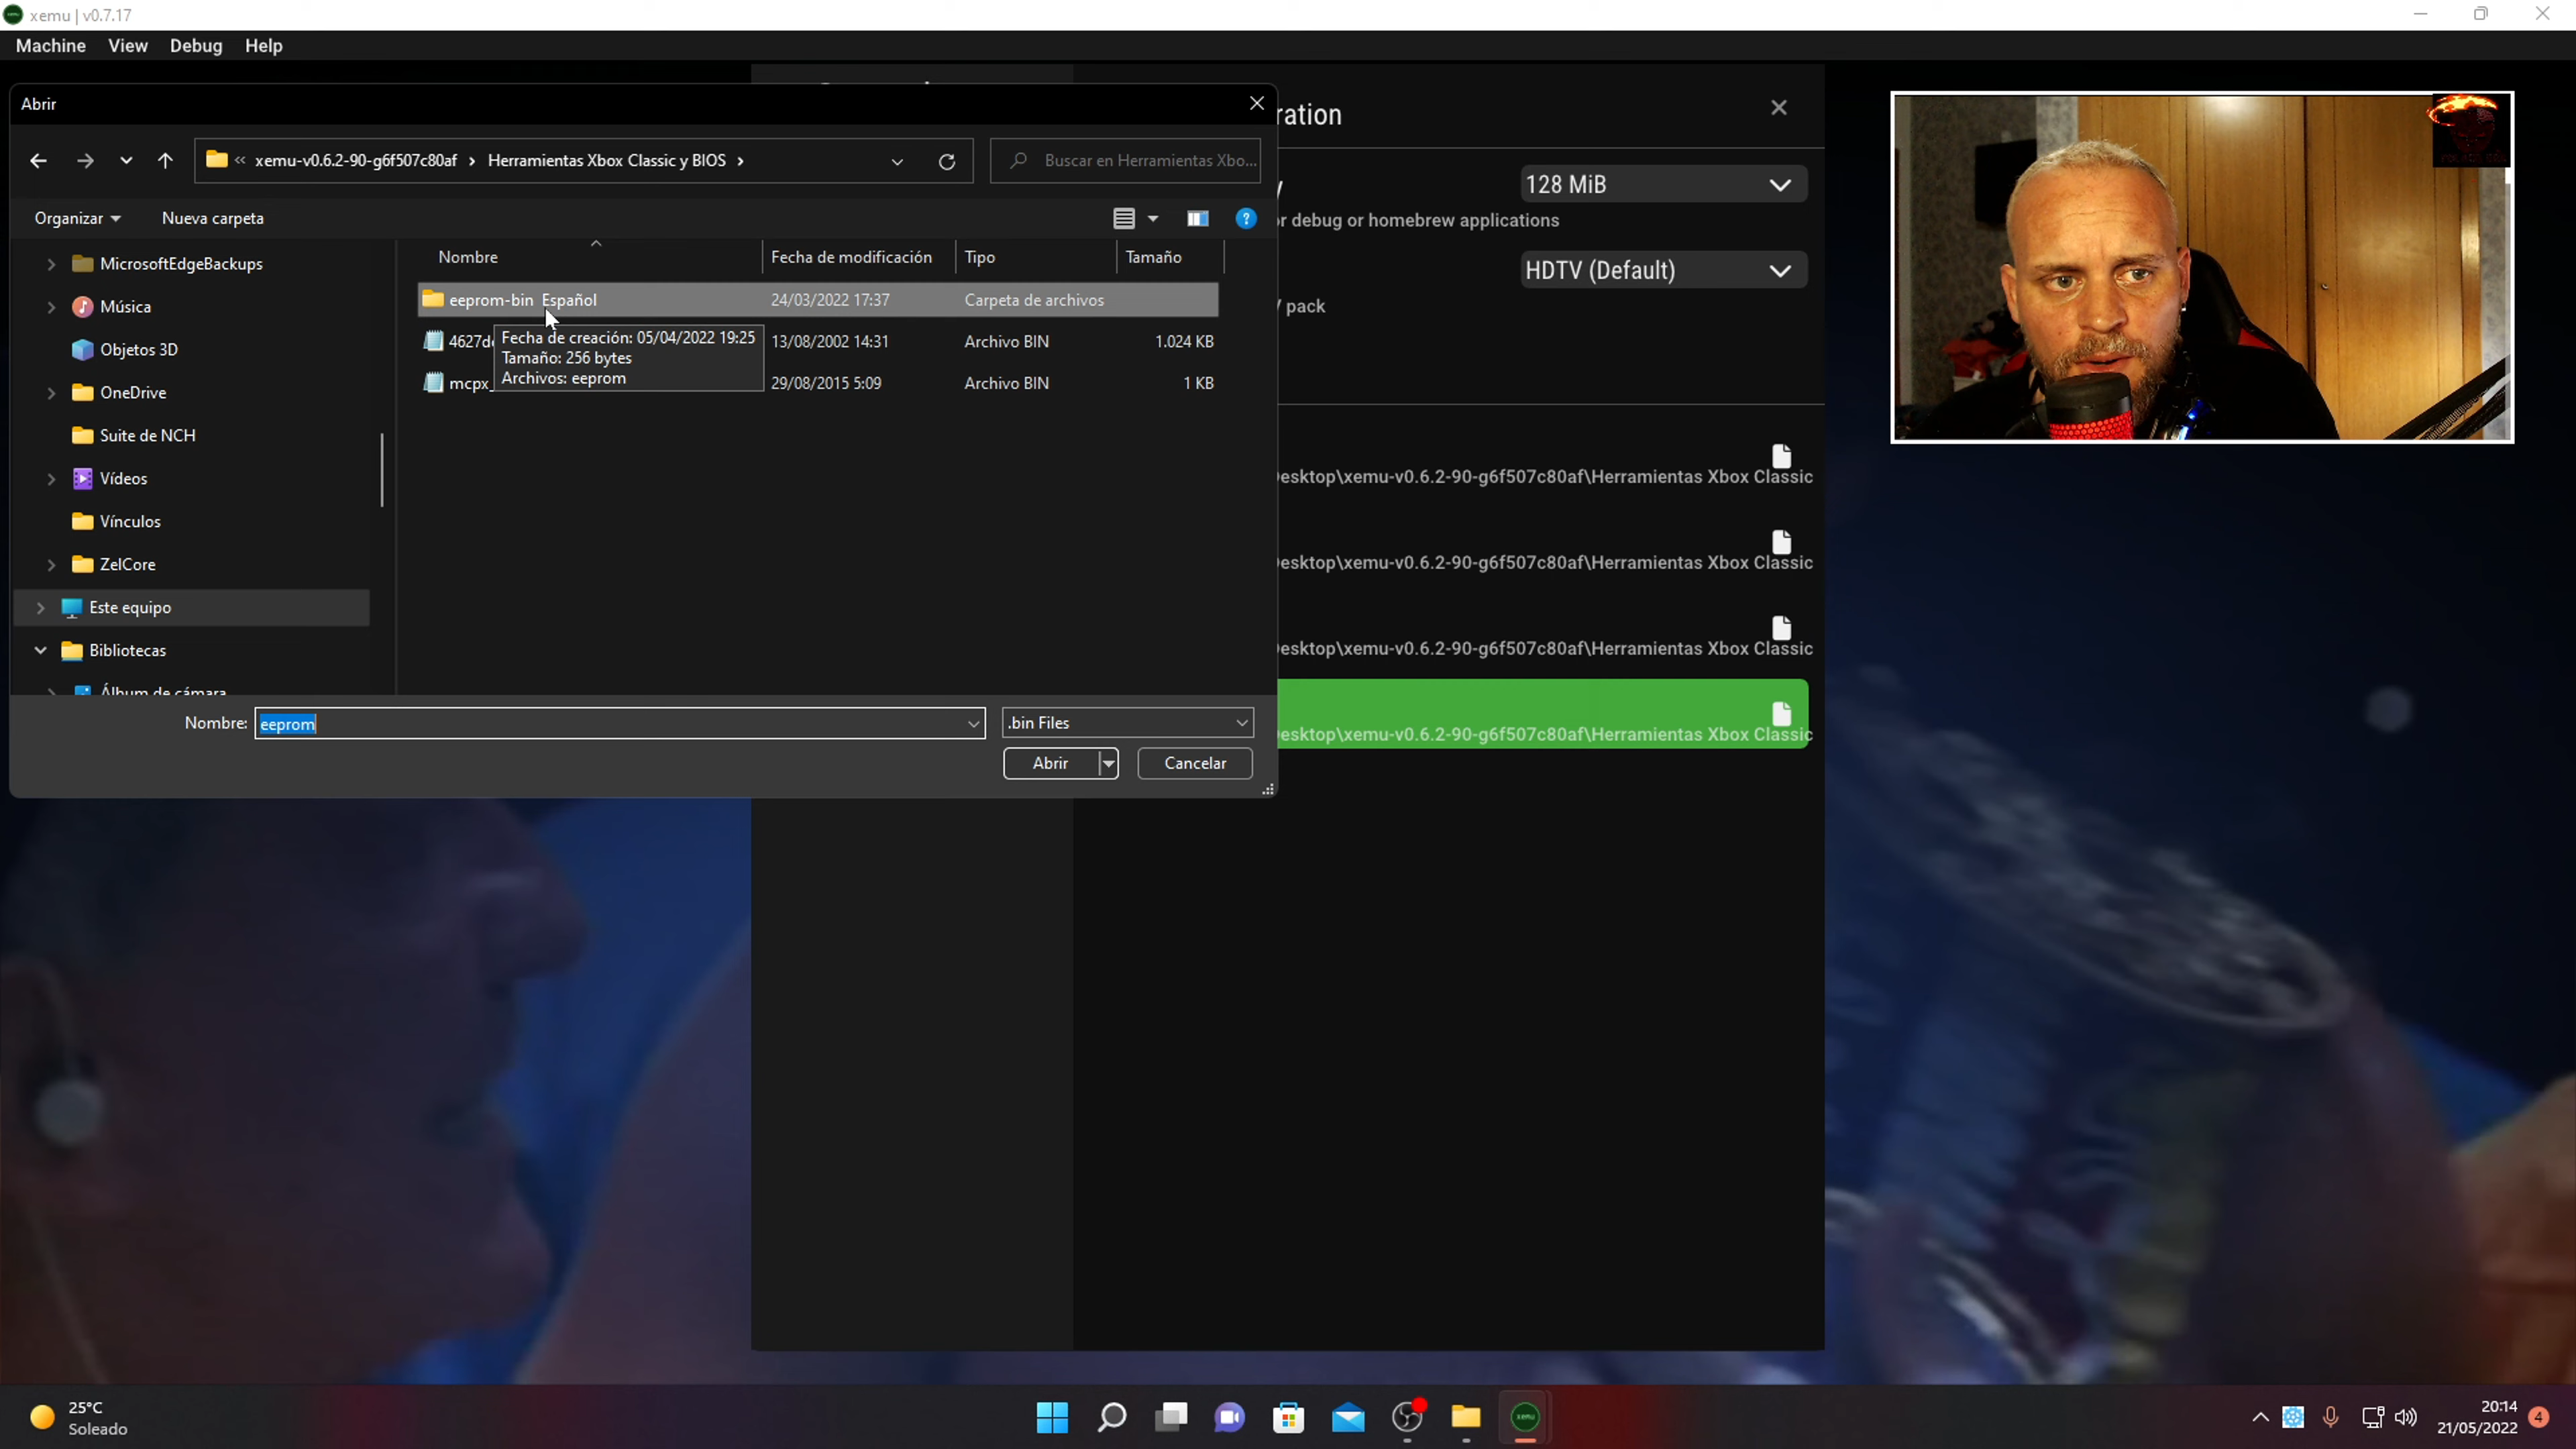 xemu | v0.7.17
Machine View Debug Help
Abrir
xemu-v0.6.2-90-g6f507c80af › Herramientas Xbox Classic y BIOS ›
Buscar en Herramientas Xbo...
Organizar Nueva carpeta
MicrosoftEdgeBackups
Música
Objetos 3D
OneDrive
Suite de NCH
Vídeos
Vínculos
ZelCore
Este equipo
Bibliotecas
Álbum de cámara
Nombre Fecha de modificación Tipo Tamaño
eeprom-bin Español 24/03/2022 17:37 Carpeta de archivos
4627d 13/08/2002 14:31 Archivo BIN 1.024 KB
mcpx_ 29/08/2015 5:09 Archivo BIN 1 KB
Fecha de creación: 05/04/2022 19:25
Tamaño: 256 bytes
Archivos: eeprom
Nombre: eeprom
.bin Files
Abrir Cancelar
ration
128 MiB
or debug or homebrew applications
HDTV (Default)
/ pack
esktop\xemu-v0.6.2-90-g6f507c80af\Herramientas Xbox Classic
esktop\xemu-v0.6.2-90-g6f507c80af\Herramientas Xbox Classic
esktop\xemu-v0.6.2-90-g6f507c80af\Herramientas Xbox Classic
esktop\xemu-v0.6.2-90-g6f507c80af\Herramientas Xbox Classic
25°C
Soleado
xemu
20:14
21/05/2022
4